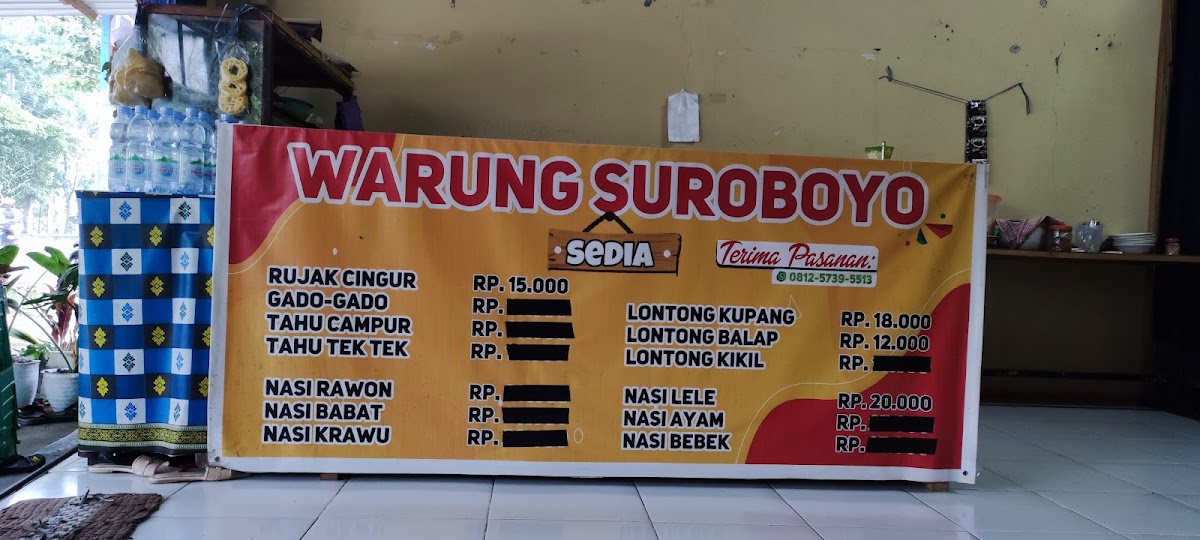 WARUNG SUROBOYO
SEDIA
Terima Pasanan:
0812-5739-5513
RUJAK CINGUR RP. 15.000
GADO-GADO RP.
TAHU CAMPUR RP.
TAHU TEK TEK RP.
NASI RAWON RP.
NASI BABAT RP.
NASI KRAWU RP.
LONTONG KUPANG RP. 18.000
LONTONG BALAP RP. 12.000
LONTONG KIKIL RP.
NASI LELE RP. 20.000
NASI AYAM RP.
NASI BEBEK RP.